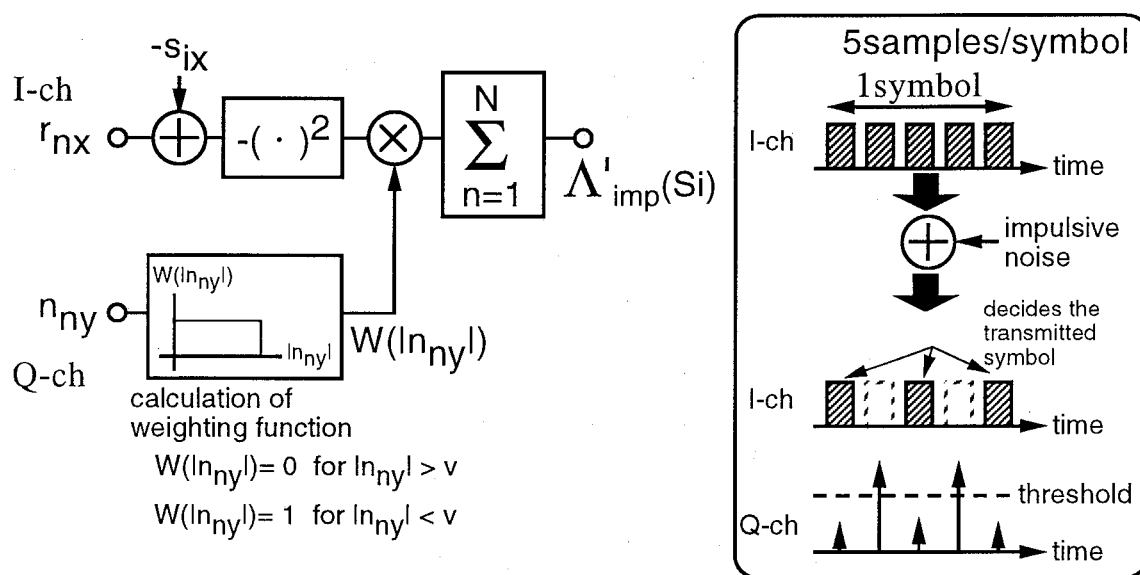 -s_ix
I-ch
r_nx
-( · )²
N
Σ
n=1
Λ'_imp(Si)
n_ny
Q-ch
W(|n_ny|)
|n_ny|
W(|n_ny|)
calculation of
weighting function
W(|n_ny|)= 0 for |n_ny| > v
W(|n_ny|)= 1 for |n_ny| < v
5samples/symbol
1symbol
I-ch
time
impulsive
noise
decides the
transmitted
symbol
I-ch
time
threshold
Q-ch
time